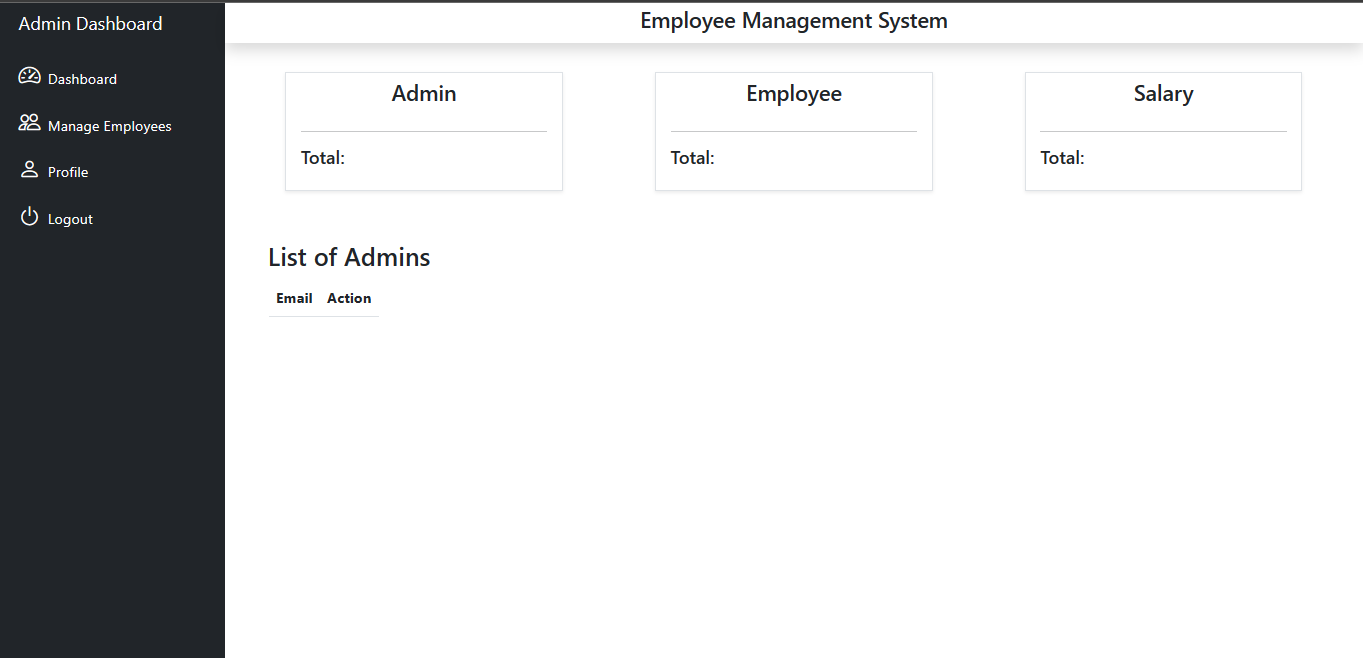 Admin Dashboard
Dashboard
Manage Employees
Profile
Logout
Employee Management System
Admin
Total:
Employee
Total:
Salary
Total:
List of Admins
Email Action